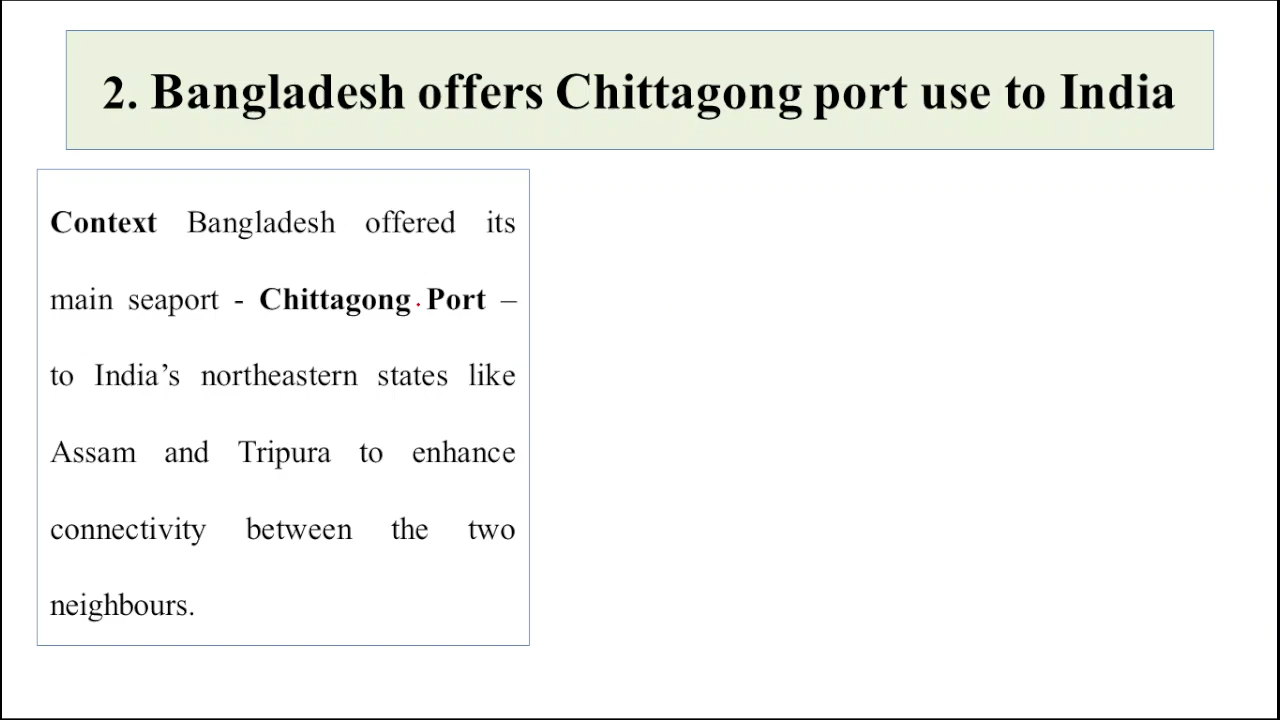 2. Bangladesh offers Chittagong port use to India
Context Bangladesh offered its
main seaport - Chittagong Port –
to India’s northeastern states like
Assam and Tripura to enhance
connectivity between the two
neighbours.